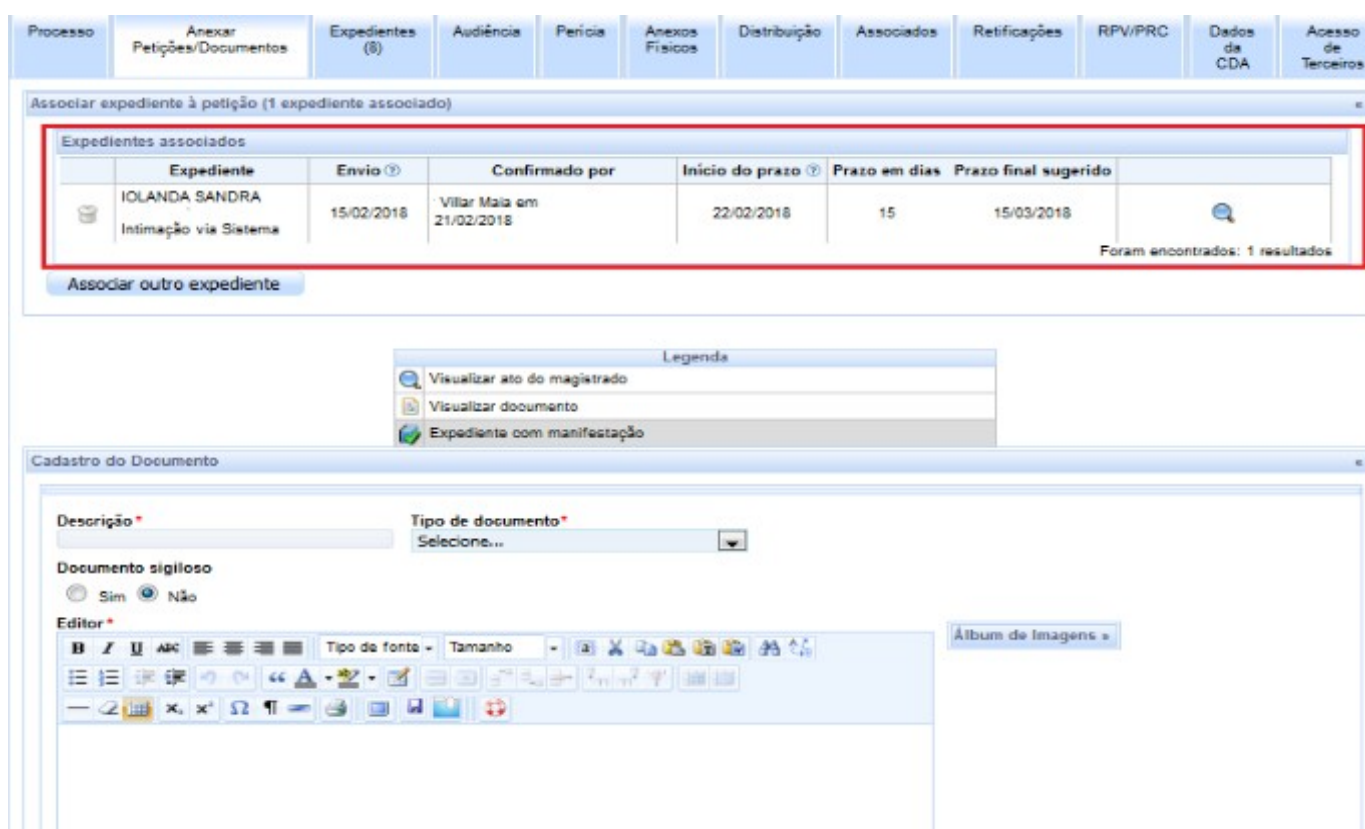 Processo
Anexar
Petições/Documentos
Expedientes
(6)
Audiência
Perícia
Anexos
Físicos
Distribuição
Associados
Retificações
RPV/PRC
Dados
da
CDA
Acesso
de
Terceiros
Associar expediente à petição (1 expediente associado)
Expedientes associados
Expediente Envio Confirmado por Início do prazo Prazo em dias Prazo final sugerido
IOLANDA SANDRA
Intimação via Sistema
15/02/2018
Villar Maia em
21/02/2018
22/02/2018
15
15/03/2018
Foram encontrados: 1 resultados
Associar outro expediente
Legenda
Visualizar ato do magistrado
Visualizar documento
Expediente com manifestação
Cadastro do Documento
Descrição * Tipo de documento*
Selecione...
Documento sigiloso
Sim Não
Editor *
Álbum de Imagens »
B I U ABC Tipo de fonte Tamanho